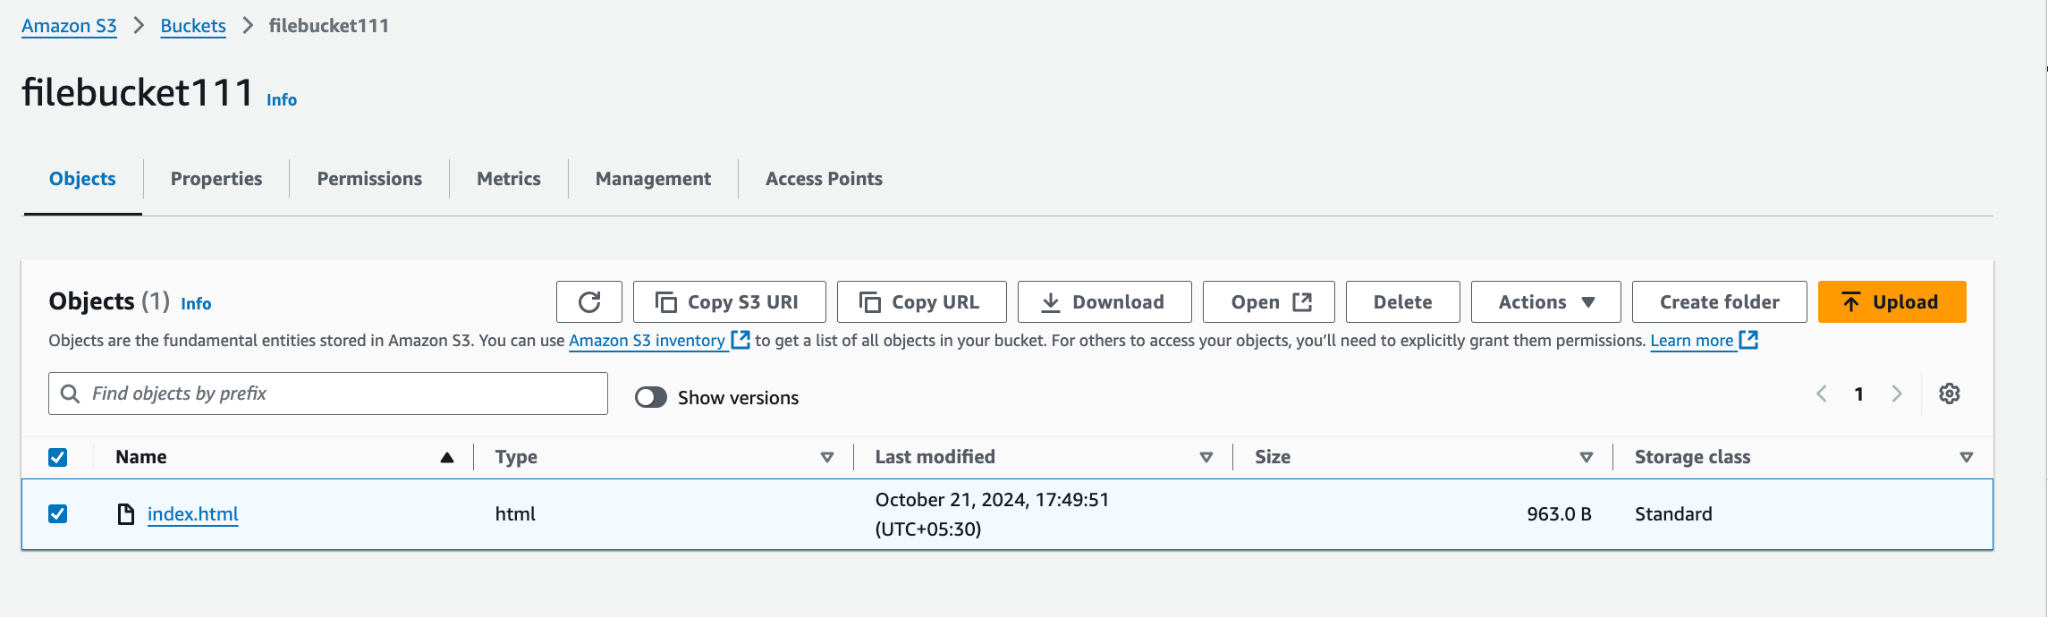 Amazon S3 > Buckets > filebucket111
filebucket111 Info
Objects Properties Permissions Metrics Management Access Points
Objects (1) Info Copy S3 URI Copy URL Download Open Delete Actions Create folder Upload
Objects are the fundamental entities stored in Amazon S3. You can use Amazon S3 inventory to get a list of all objects in your bucket. For others to access your objects, you’ll need to explicitly grant them permissions. Learn more
Find objects by prefix Show versions 1
Name Type Last modified Size Storage class
index.html html October 21, 2024, 17:49:51 (UTC+05:30) 963.0 B Standard